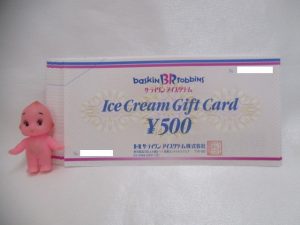 baskin BR robbins
サーティワン アイスクリーム
Ice Cream Gift Card
¥500
B-R サーティワン アイスクリーム株式会社